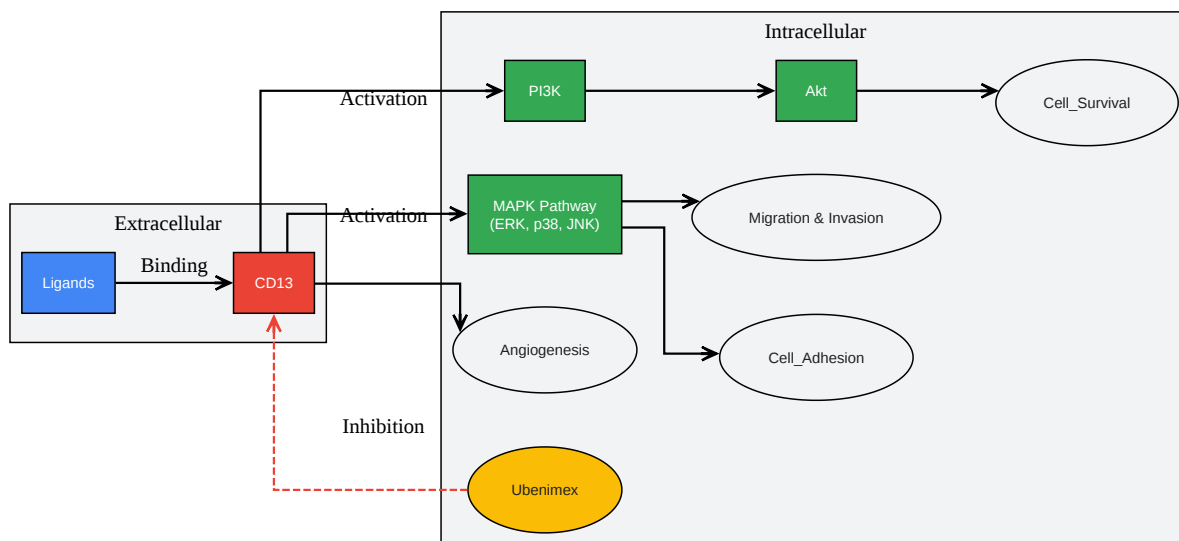 Intracellular
PI3K
Akt
Activation
Cell_Survival
MAPK Pathway
(ERK, p38, JNK)
Migration & Invasion
Activation
Extracellular
Binding
Ligands
CD13
Angiogenesis
Cell_Adhesion
Inhibition
Ubenimex